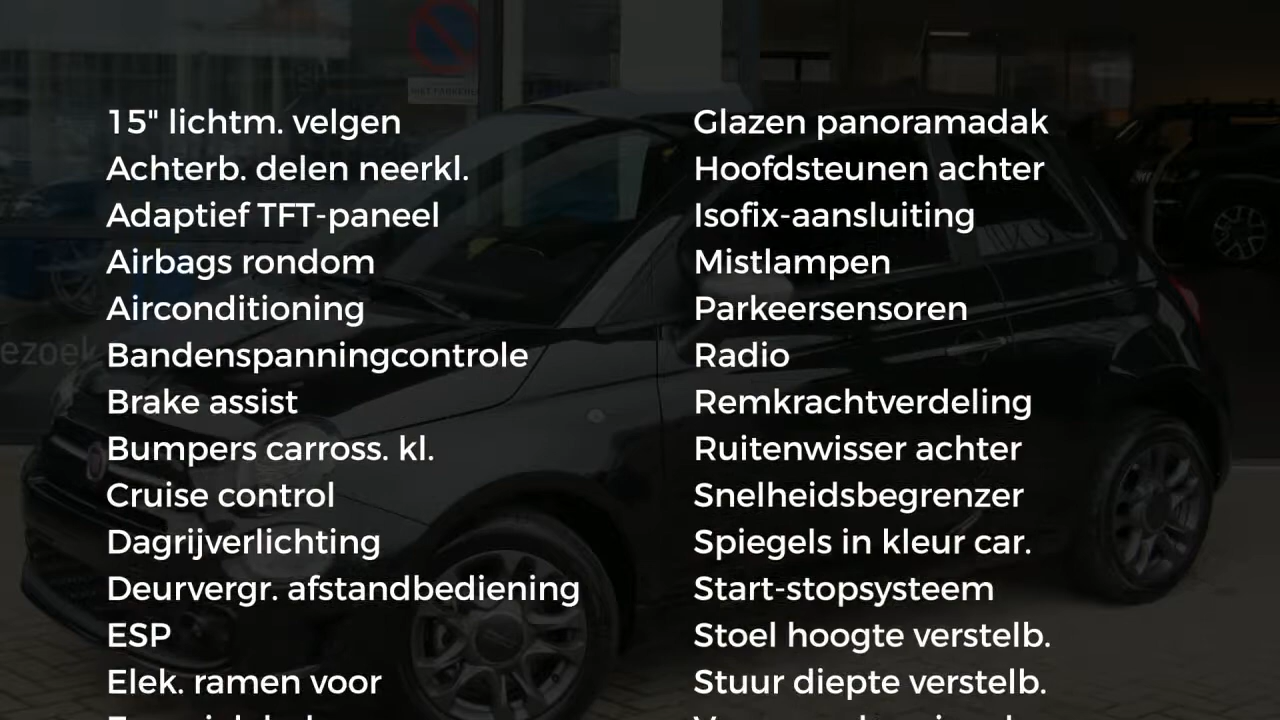 15" lichtm. velgen
Achterb. delen neerkl.
Adaptief TFT-paneel
Airbags rondom
Airconditioning
Bandenspanningcontrole
Brake assist
Bumpers carross. kl.
Cruise control
Dagrijverlichting
Deurvergr. afstandbediening
ESP
Elek. ramen voor
Glazen panoramadak
Hoofdsteunen achter
Isofix-aansluiting
Mistlampen
Parkeersensoren
Radio
Remkrachtverdeling
Ruitenwisser achter
Snelheidsbegrenzer
Spiegels in kleur car.
Start-stopsysteem
Stoel hoogte verstelb.
Stuur diepte verstelb.